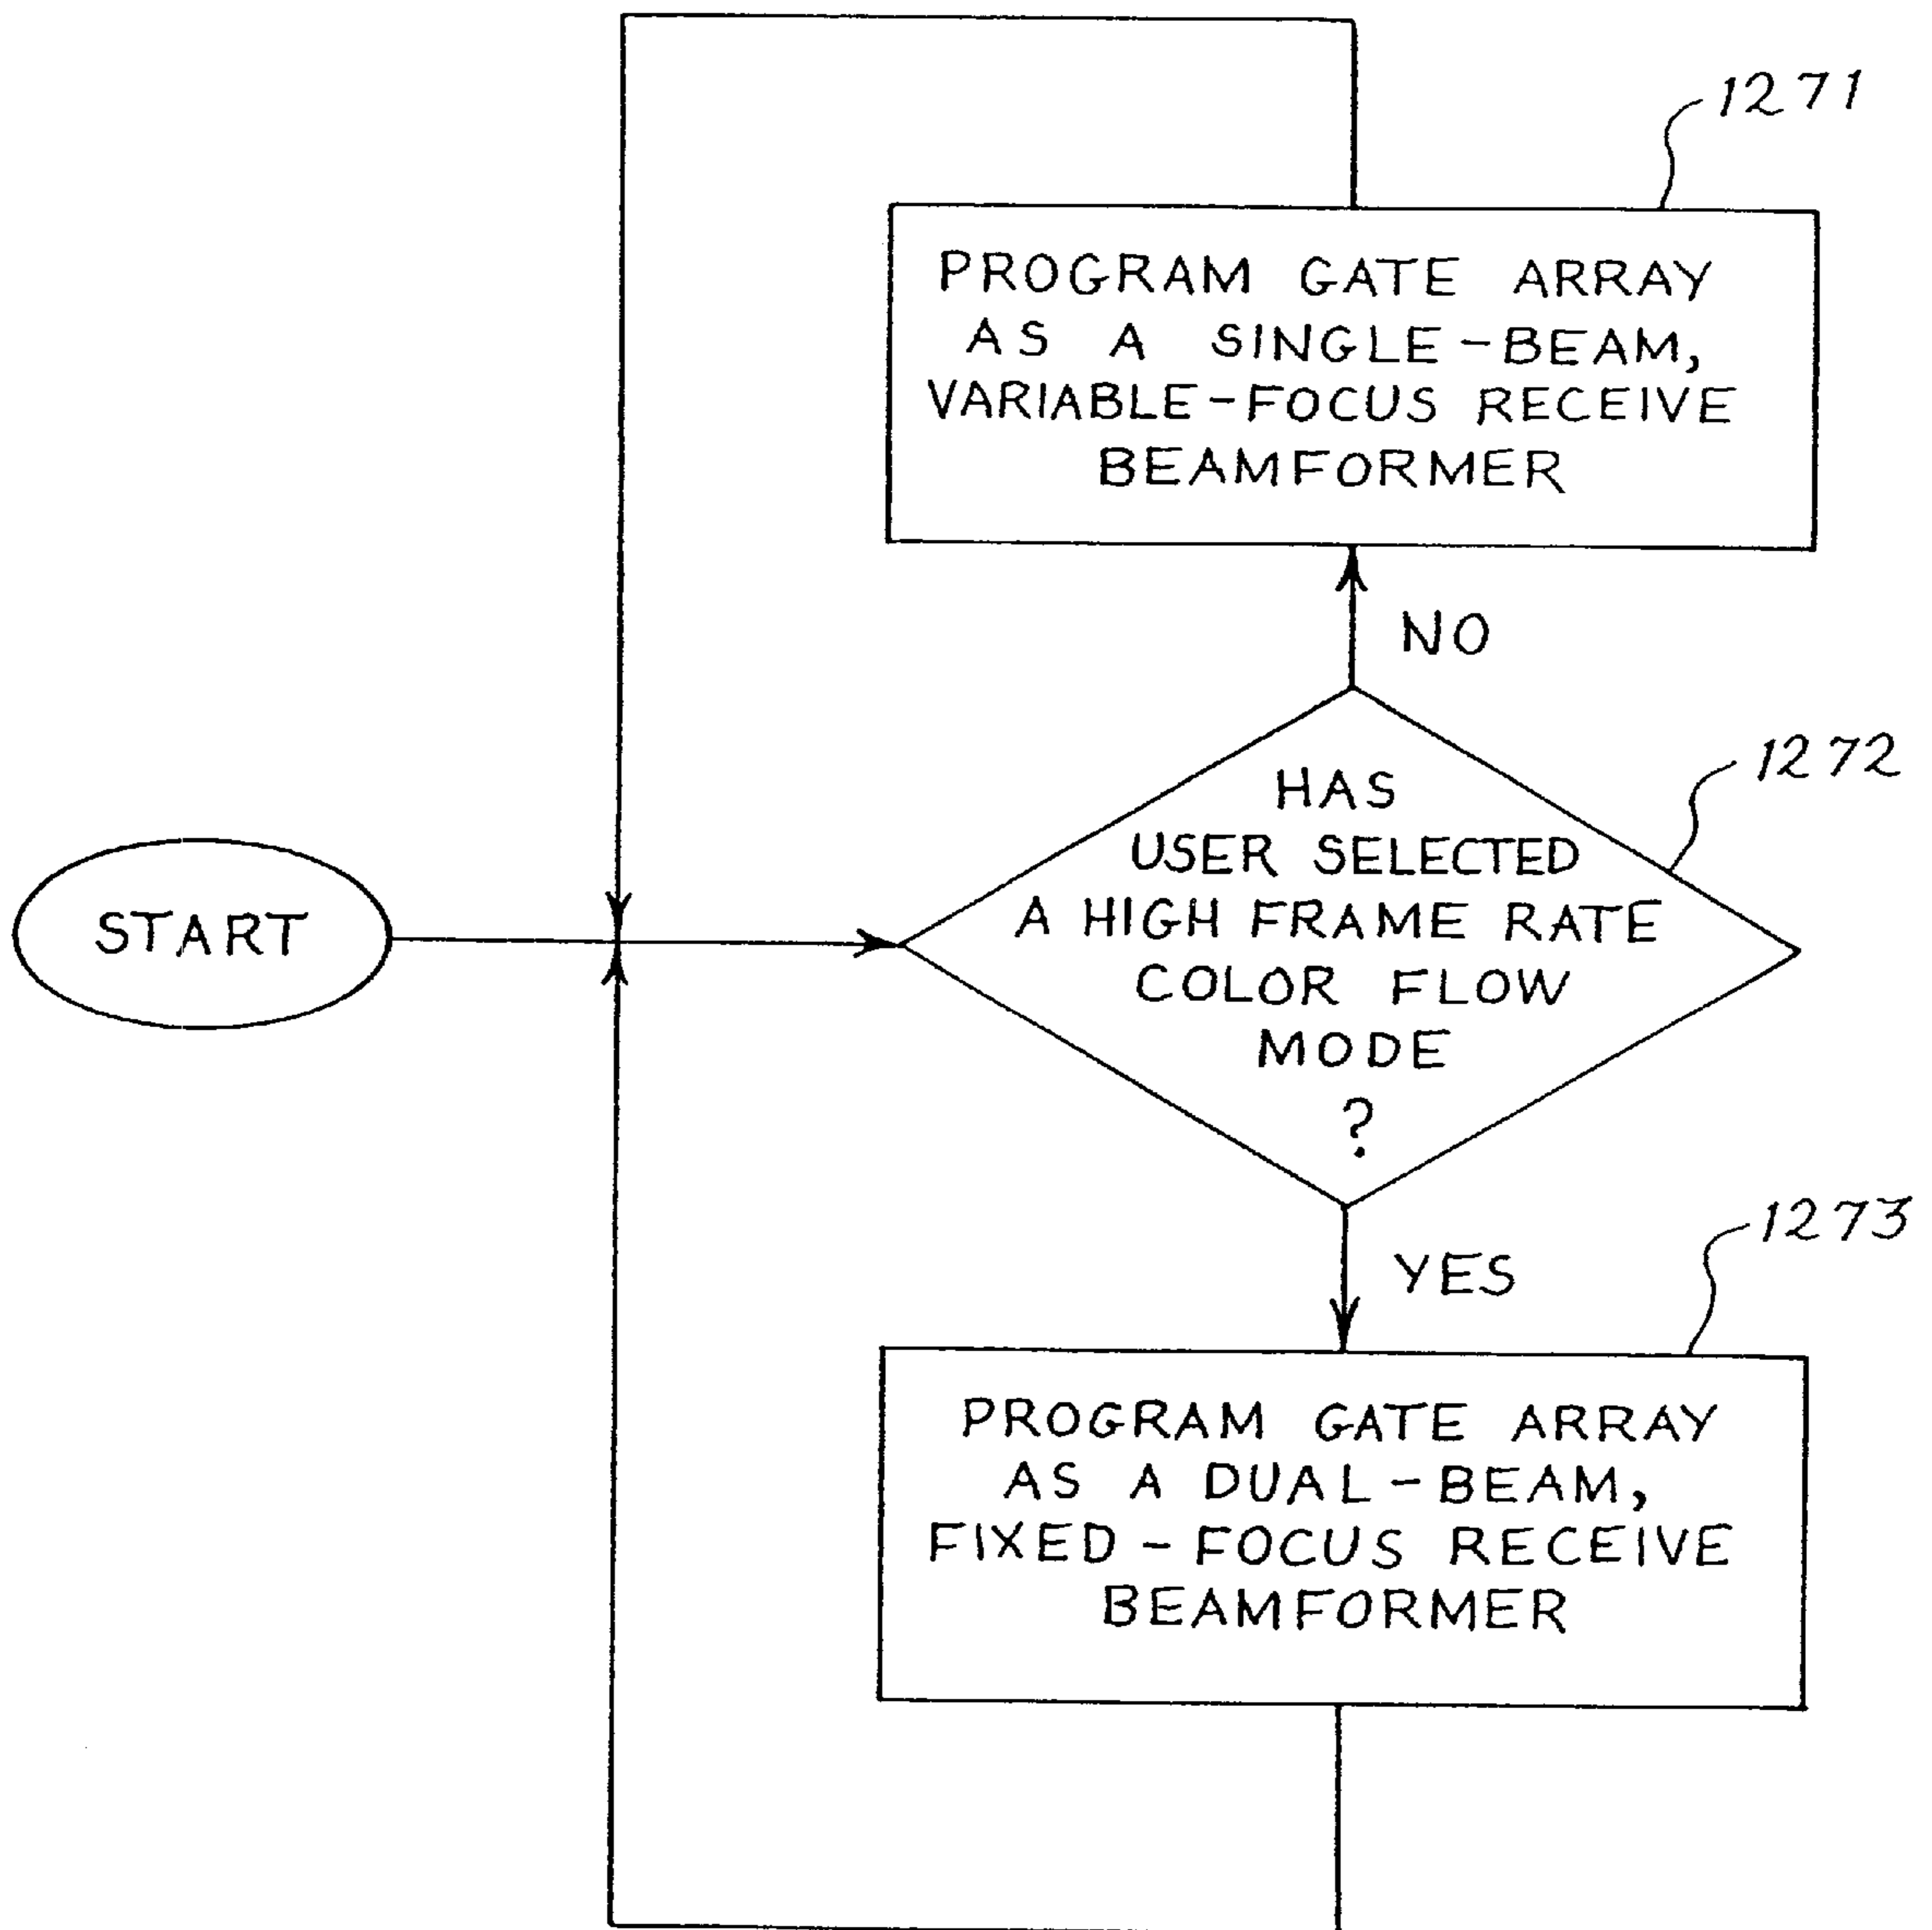 1271
PROGRAM GATE ARRAY
AS A SINGLE-BEAM,
VARIABLE-FOCUS RECEIVE
BEAMFORMER
NO
1272
HAS
USER SELECTED
A HIGH FRAME RATE
COLOR FLOW
MODE
?
START
1273
YES
PROGRAM GATE ARRAY
AS A DUAL-BEAM,
FIXED-FOCUS RECEIVE
BEAMFORMER